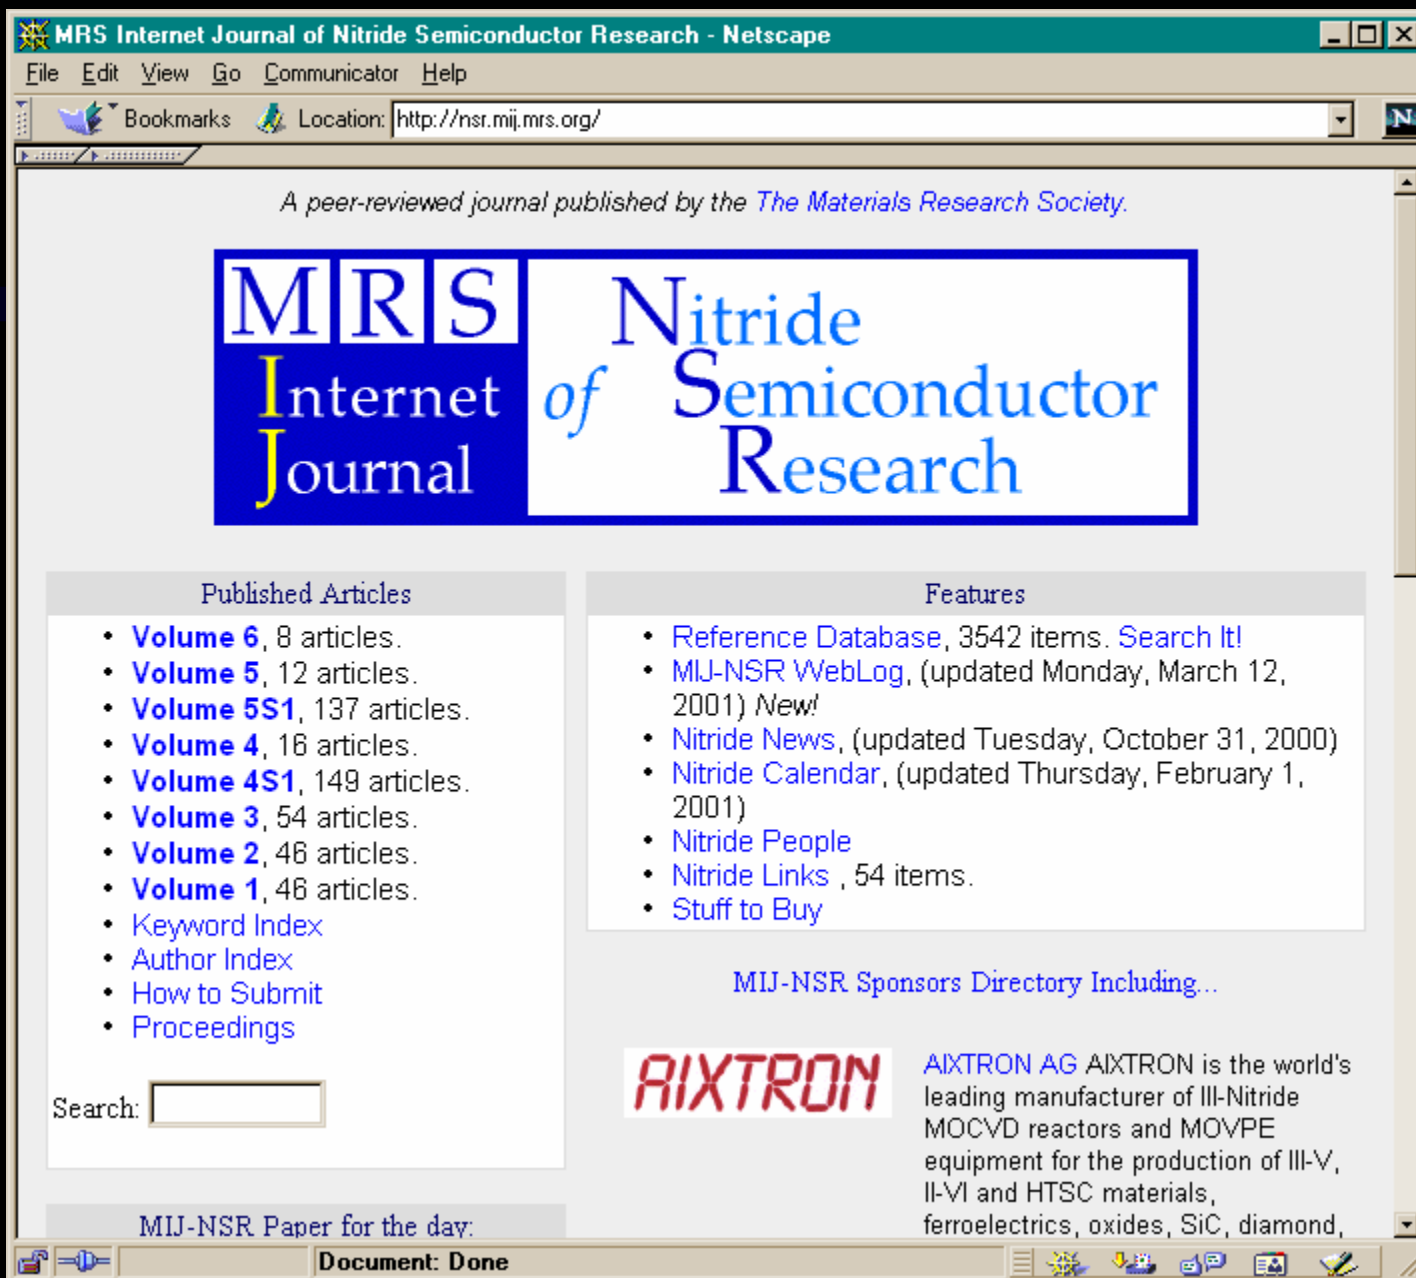 MRS Internet Journal of Nitride Semiconductor Research - Netscape
File Edit View Go Communicator Help
Bookmarks Location: http://nsr.mij.mrs.org/ N
A peer-reviewed journal published by the The Materials Research Society.
MRS
Internet
Journal
of
Nitride
Semiconductor
Research
Published Articles
• Volume 6, 8 articles.
• Volume 5, 12 articles.
• Volume 5S1, 137 articles.
• Volume 4, 16 articles.
• Volume 4S1, 149 articles.
• Volume 3, 54 articles.
• Volume 2, 46 articles.
• Volume 1, 46 articles.
• Keyword Index
• Author Index
• How to Submit
• Proceedings
Search:
MIJ-NSR Paper for the day:
Features
• Reference Database, 3542 items. Search It!
• MIJ-NSR WebLog, (updated Monday, March 12,
2001) New!
• Nitride News, (updated Tuesday, October 31, 2000)
• Nitride Calendar, (updated Thursday, February 1,
2001)
• Nitride People
• Nitride Links , 54 items.
• Stuff to Buy
MIJ-NSR Sponsors Directory Including...
AIXTRON
AIXTRON AG AIXTRON is the world's
leading manufacturer of III-Nitride
MOCVD reactors and MOVPE
equipment for the production of III-V,
II-VI and HTSC materials,
ferroelectrics, oxides, SiC, diamond,
Document: Done